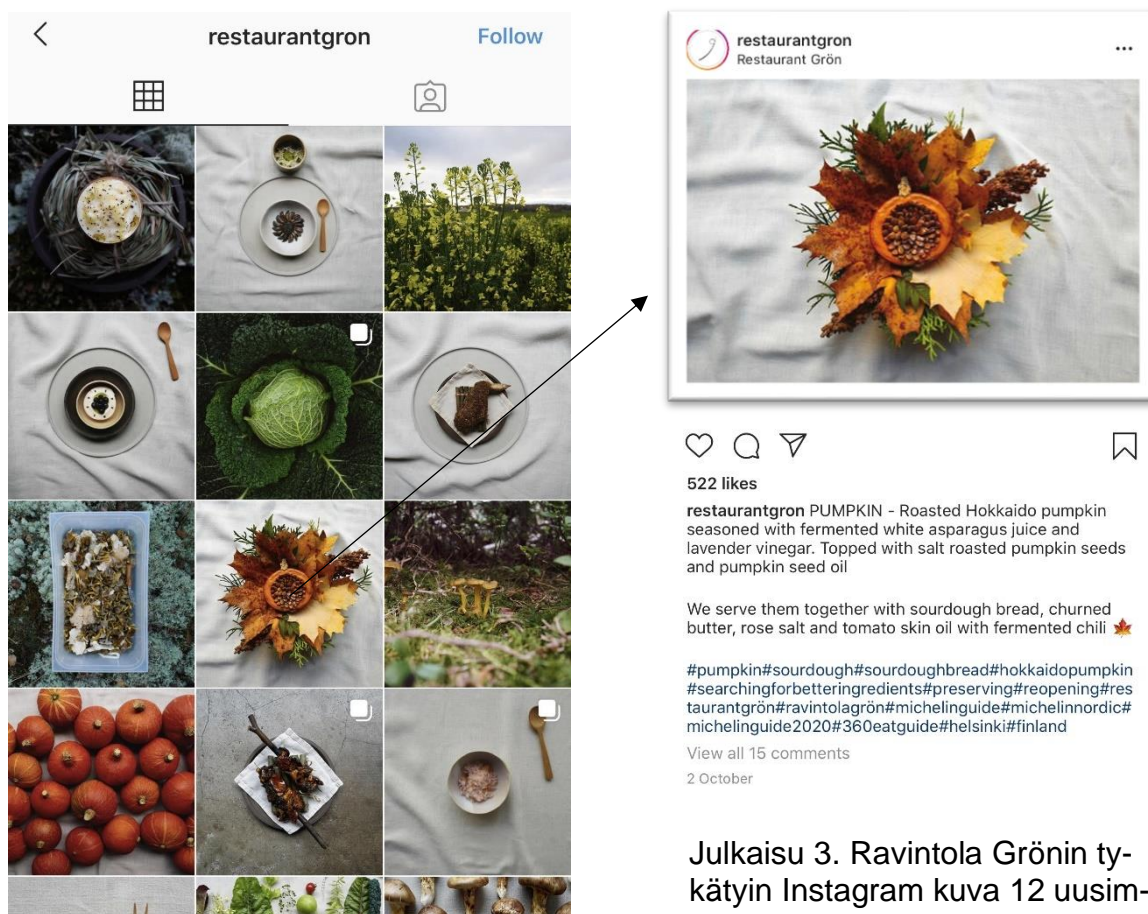 restaurantgron
Follow
restaurantgron
Restaurant Grön
522 likes
restaurantgron PUMPKIN - Roasted Hokkaido pumpkin
seasoned with fermented white asparagus juice and
lavender vinegar. Topped with salt roasted pumpkin seeds
and pumpkin seed oil
We serve them together with sourdough bread, churned
butter, rose salt and tomato skin oil with fermented chili 🍁
#pumpkin#sourdough#sourdoughbread#hokkaidopumpkin
#searchingforbetteringredients#preserving#reopening#res
taurantgrön#ravintolagrön#michelinguide#michelinnordic#
michelinguide2020#360eatguide#helsinki#finland
View all 15 comments
2 October
Julkaisu 3. Ravintola Grönin ty-
kätyin Instagram kuva 12 uusim-